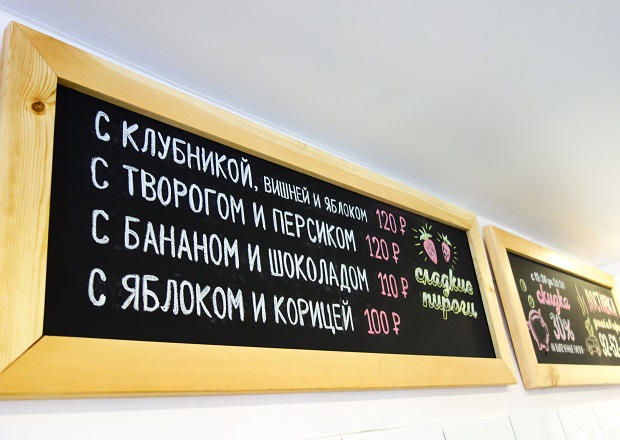 С КЛУБНИКОЙ, ВИШНЕЙ И ЯБЛОКОМ 120 ₽
С ТВОРОГОМ И ПЕРСИКОМ 120 ₽
С БАНАНОМ И ШОКОЛАДОМ 110 ₽
С ЯБЛОКОМ И КОРИЦЕЙ 100 ₽
сладкие
пироги
скидка
30%